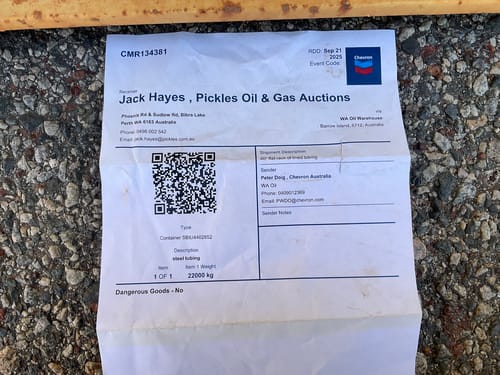 CMR134381
RDD: Sep 21
2025
Event Code:
Chevron
Receiver
Jack Hayes , Pickles Oil & Gas Auctions
Phoenix Rd & Sudlow Rd, Bibra Lake
Perth WA 6163 Australia
Phone: 0436 002 542
Email: jack.hayes@pickles.com.au
via
WA Oil Warehouse
Barrow Island, 6712, Australia
Shipment Description
40' flat rack of lined tubing
Sender
Peter Doig , Chevron Australia
WA Oil
Phone: 0409012369
Email: PWDO@chevron.com
Sender Notes
Type
Container SBIU4402652
Description
steel tubing
Item
Item 1 Weight
1 OF 1
22000 kg
Dangerous Goods - No